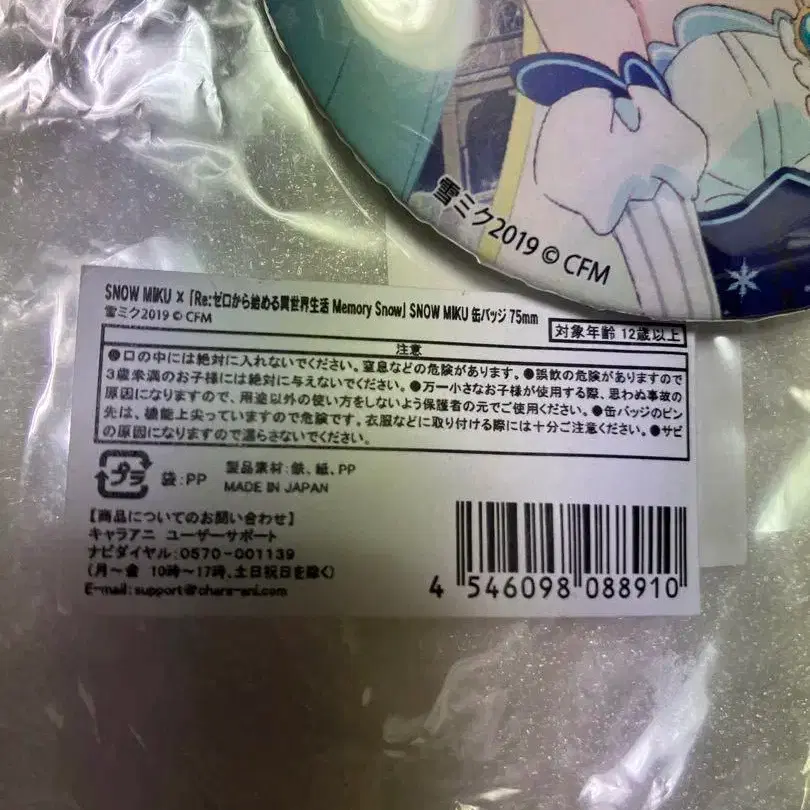 雪ミク2019 © CFM
SNOW MIKU × 「Re:ゼロから始める異世界生活 Memory Snow」 SNOW MIKU 缶バッジ 75mm
雪ミク2019 © CFM
対象年齢 12歳以上
注意
●口の中には絶対に入れないでください。窒息などの危険があります。●誤飲の危険がありますので
3歳未満のお子様には絶対に与えないでください。●万一小さなお子様が使用する際、思わぬ事故の
原因になりますので、用途以外の使い方をしないよう保護者の元でご使用ください。●缶バッジのピン
先は、機能上尖っていますので危険です。衣服などに取り付ける際には十分ご注意ください。●サビ
の原因になりますので濡らさないでください。
プラ
袋:PP
製品素材:鉄、紙、PP
MADE IN JAPAN
【商品についてのお問い合わせ】
キャラアニ ユーザーサポート
ナビダイヤル:0570-001139
(月～金 10時～17時、土日祝日を除く)
E-mail:support@chara-ani.com
4 546098 088910